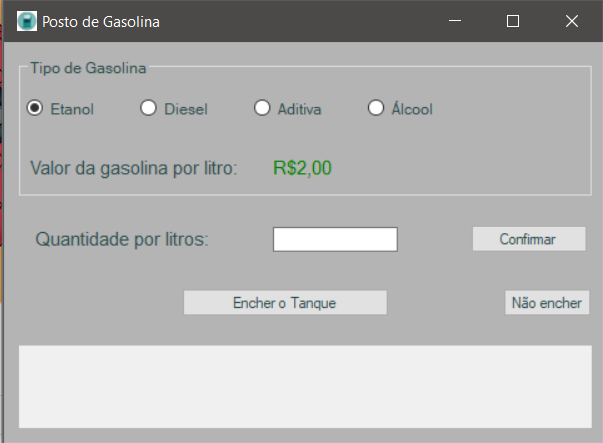 Posto de Gasolina
Tipo de Gasolina
Etanol Diesel Aditiva Álcool
Valor da gasolina por litro: R$2,00
Quantidade por litros: Confirmar
Encher o Tanque Não encher